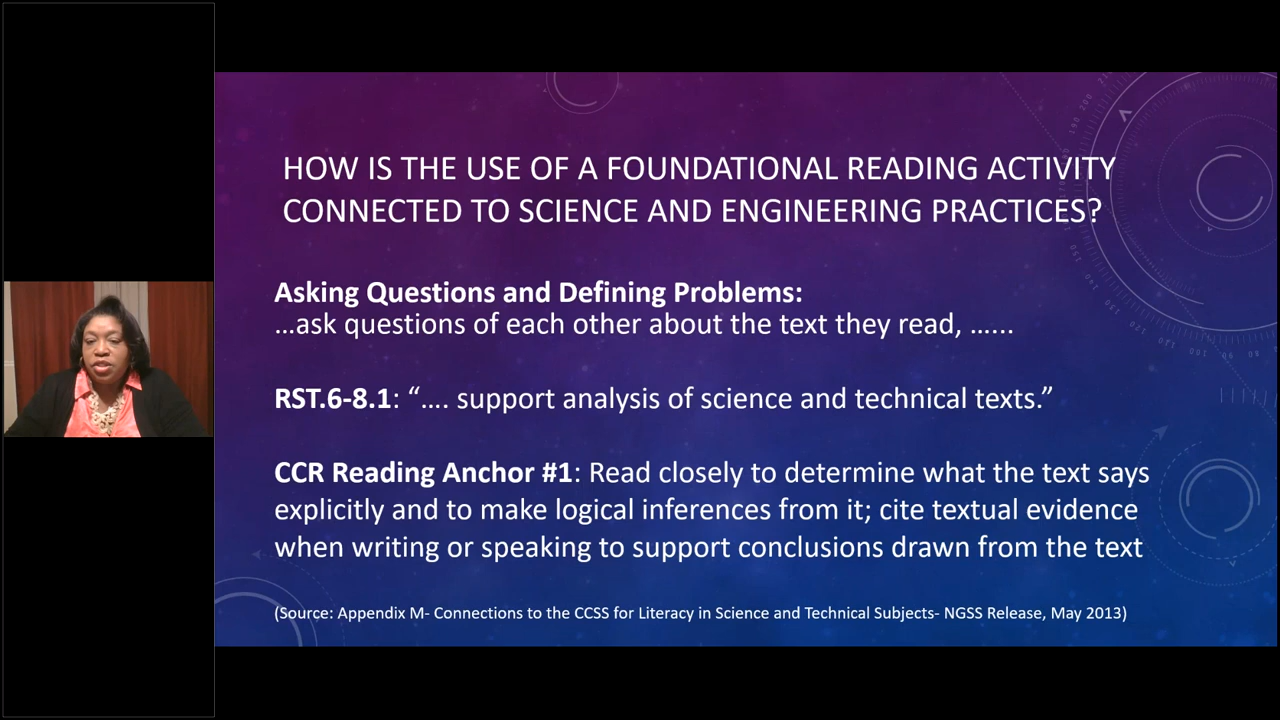 HOW IS THE USE OF A FOUNDATIONAL READING ACTIVITY
CONNECTED TO SCIENCE AND ENGINEERING PRACTICES?
Asking Questions and Defining Problems:
…ask questions of each other about the text they read, …...
RST.6-8.1: “…. support analysis of science and technical texts.”
CCR Reading Anchor #1: Read closely to determine what the text says
explicitly and to make logical inferences from it; cite textual evidence
when writing or speaking to support conclusions drawn from the text
(Source: Appendix M- Connections to the CCSS for Literacy in Science and Technical Subjects- NGSS Release, May 2013)